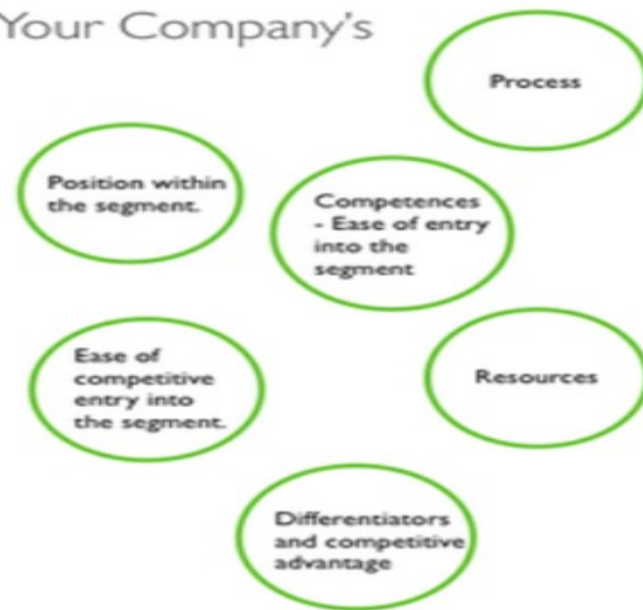 Your Company's
Process
Position within
the segment.
Competences
- Ease of entry
into the
segment
Ease of
competitive
entry into
the segment.
Resources
Differentiators
and competitive
advantage